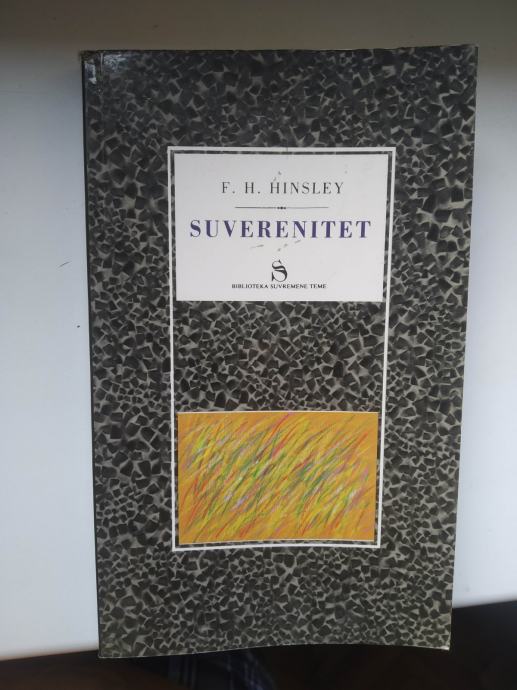 F. H. HINSLEY
SUVERENITET
S
BIBLIOTEKA SUVREMENE TEME